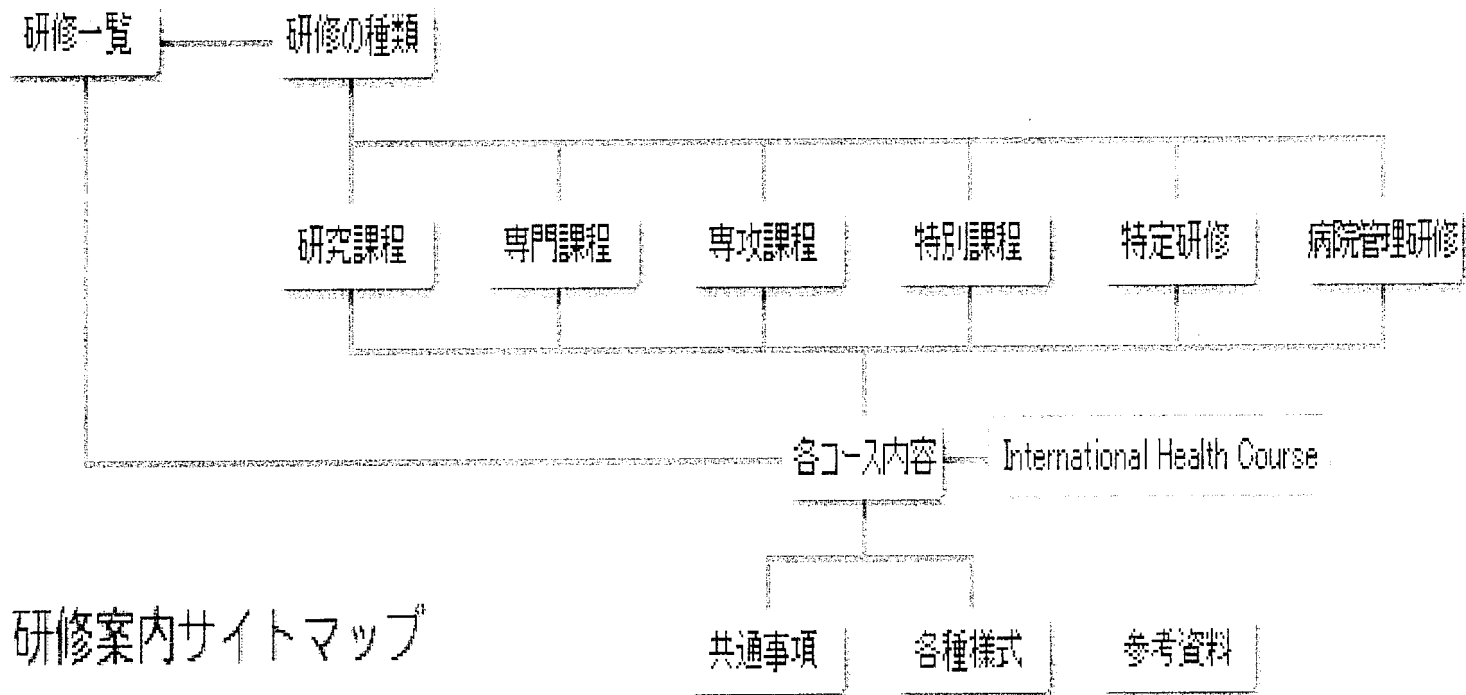 研修一覧
研修の種類
研究課程
専門課程
専攻課程
特別課程
特定研修
病院管理研修
各コース内容
International Health Course
共通事項
各種様式
参考資料
研修案内サイトマップ